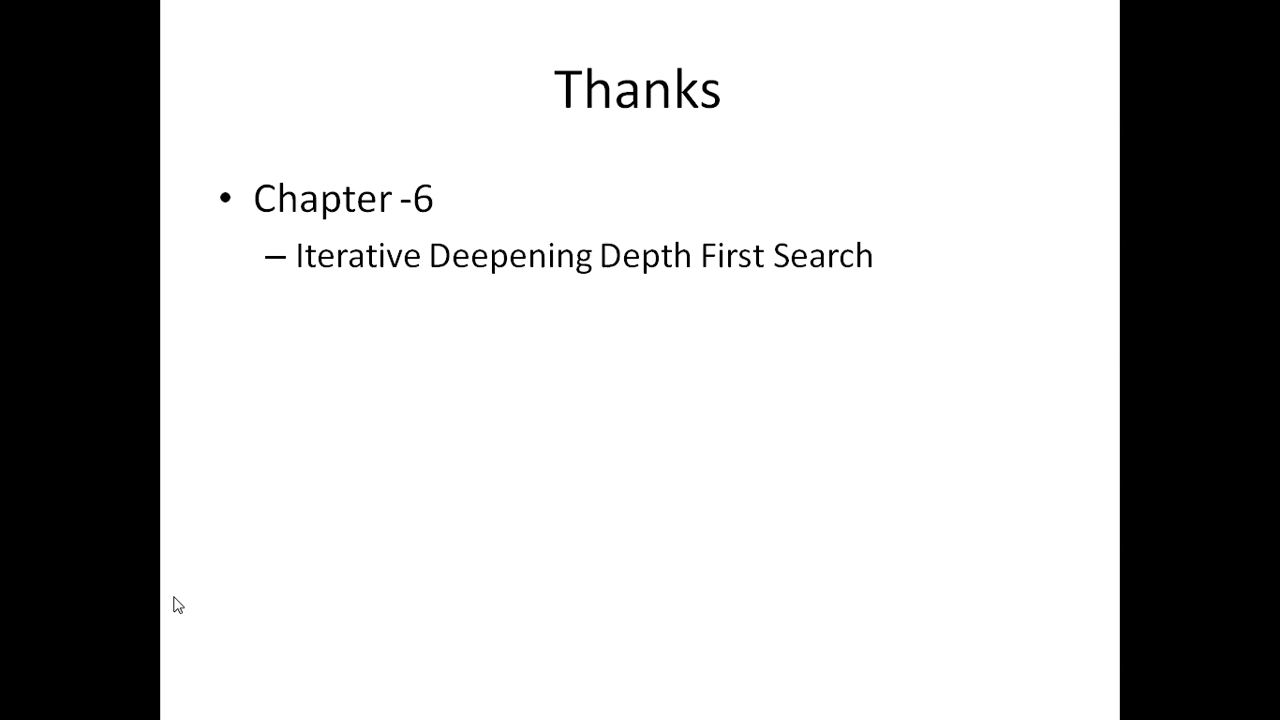 Thanks
• Chapter -6
– Iterative Deepening Depth First Search